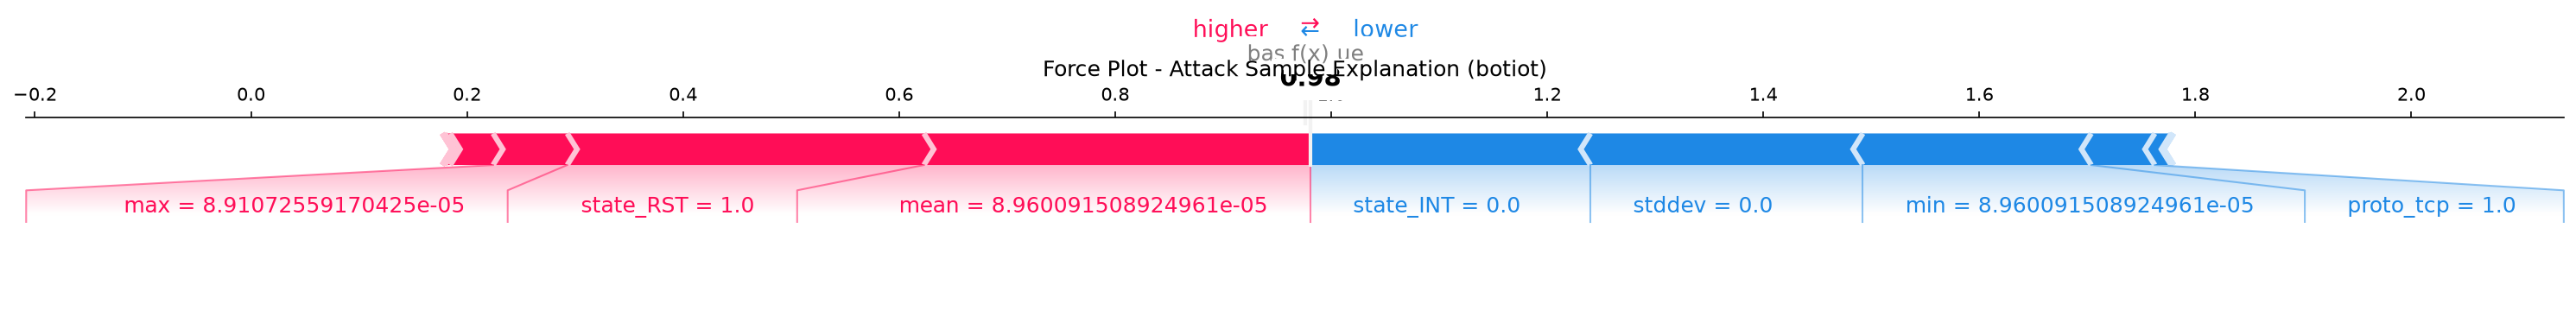 higher ⇄ lower
f(x)
Force Plot - Attack Sample Explanation (botiot)
0.98
−0.2 0.0 0.2 0.4 0.6 0.8 1.2 1.4 1.6 1.8 2.0
max = 8.91072559170425e-05 state_RST = 1.0 mean = 8.960091508924961e-05 state_INT = 0.0 stddev = 0.0 min = 8.960091508924961e-05 proto_tcp = 1.0